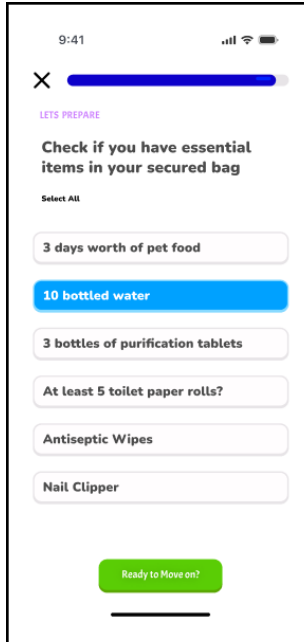 9:41
LETS PREPARE
Check if you have essential
items in your secured bag
Select All
3 days worth of pet food
10 bottled water
3 bottles of purification tablets
At least 5 toilet paper rolls?
Antiseptic Wipes
Nail Clipper
Ready to Move on?